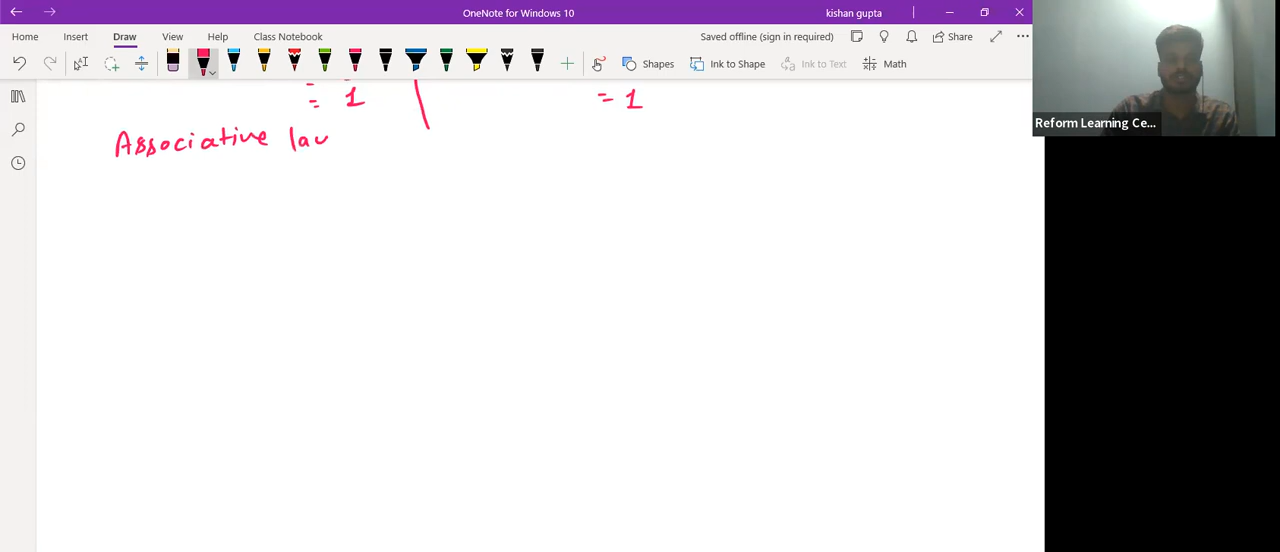 OneNote for Windows 10
kishan gupta
Home Insert Draw View Help Class Notebook
Saved offline (sign in required)
Share
Shapes
Ink to Shape
Ink to Text
Math
= 1
= 1
Associative lav
Reform Learning Ce...